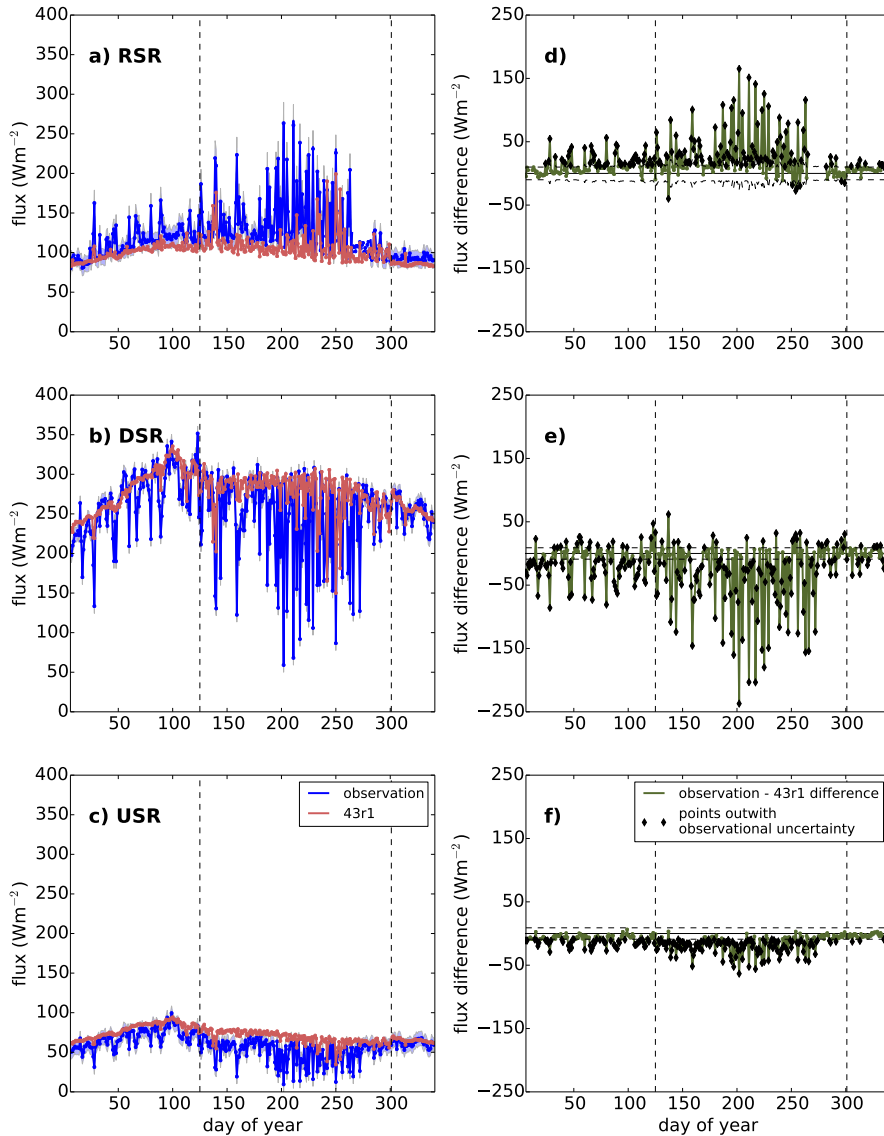 a) RSR
flux (Wm⁻²)
400
350
300
250
200
150
100
50
0
50 100 150 200 250 300
d)
flux difference (Wm⁻²)
250
150
50
−50
−150
−250
50 100 150 200 250 300
b) DSR
flux (Wm⁻²)
400
350
300
250
200
150
100
50
0
50 100 150 200 250 300
e)
flux difference (Wm⁻²)
250
150
50
−50
−150
−250
50 100 150 200 250 300
c) USR
observation
43r1
flux (Wm⁻²)
400
350
300
250
200
150
100
50
0
50 100 150 200 250 300
day of year
f)
observation - 43r1 difference
points outwith
observational uncertainty
flux difference (Wm⁻²)
250
150
50
−50
−150
−250
50 100 150 200 250 300
day of year